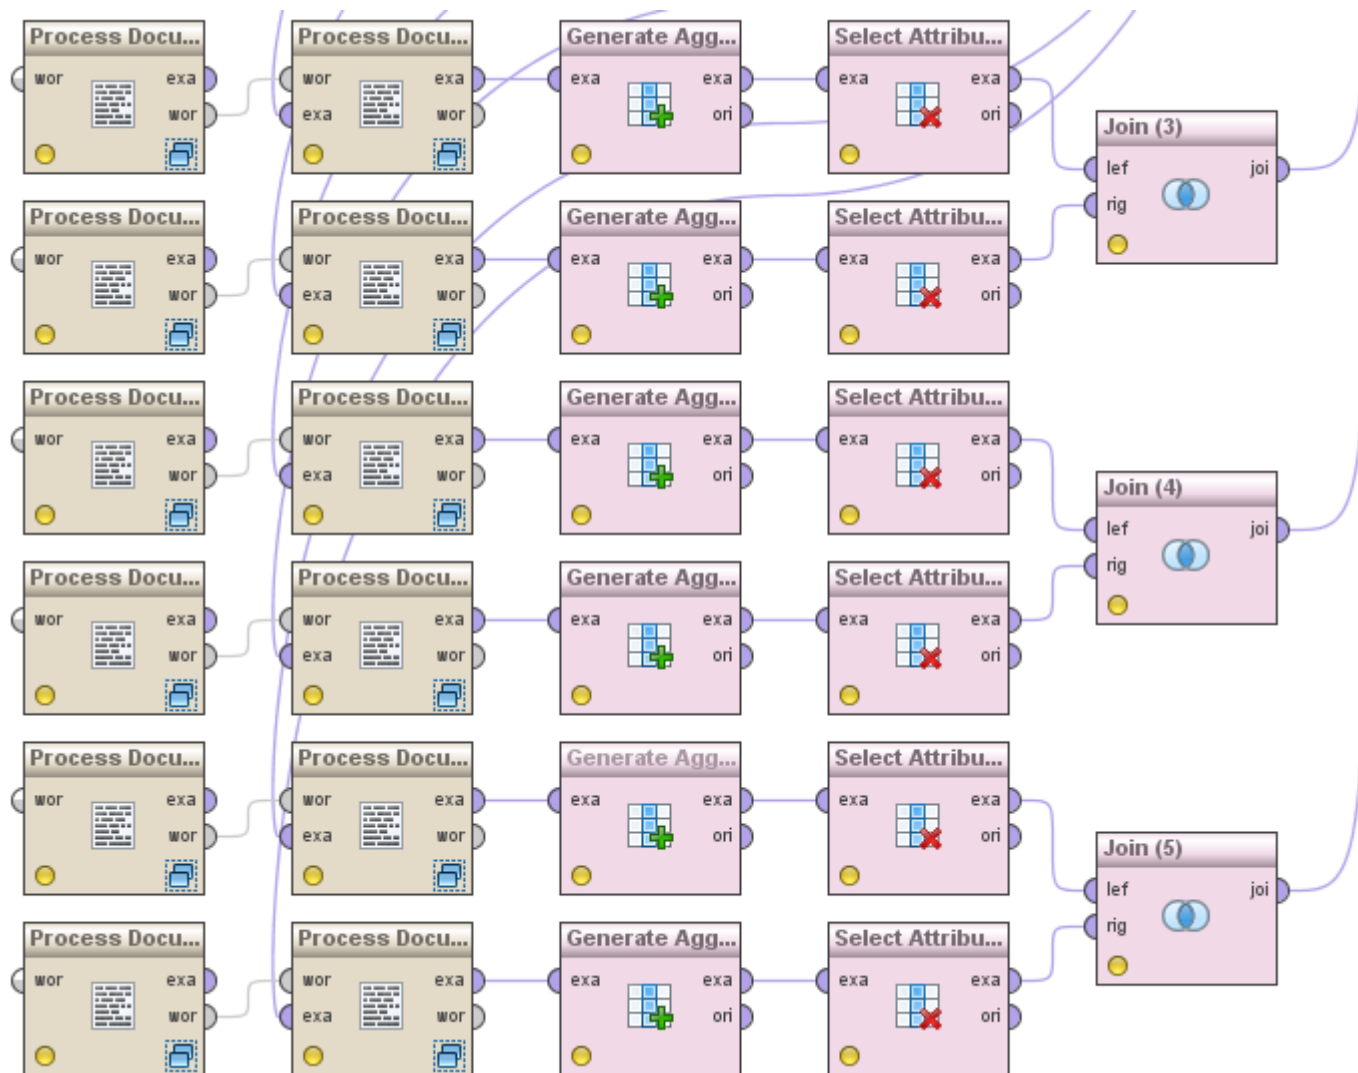 Process Docu... Process Docu... Generate Agg... Select Attribu...
wor exa wor exa exa exa exa exa
wor exa wor ori ori
Join (3)
lef joi
rig
Process Docu... Process Docu... Generate Agg... Select Attribu...
wor exa wor exa exa exa exa exa
wor exa wor ori ori
Process Docu... Process Docu... Generate Agg... Select Attribu...
wor exa wor exa exa exa exa exa
wor exa wor ori ori
Join (4)
lef joi
rig
Process Docu... Process Docu... Generate Agg... Select Attribu...
wor exa wor exa exa exa exa exa
wor exa wor ori ori
Process Docu... Process Docu... Generate Agg... Select Attribu...
wor exa wor exa exa exa exa exa
wor exa wor ori ori
Join (5)
lef joi
rig
Process Docu... Process Docu... Generate Agg... Select Attribu...
wor exa wor exa exa exa exa exa
wor exa wor ori ori